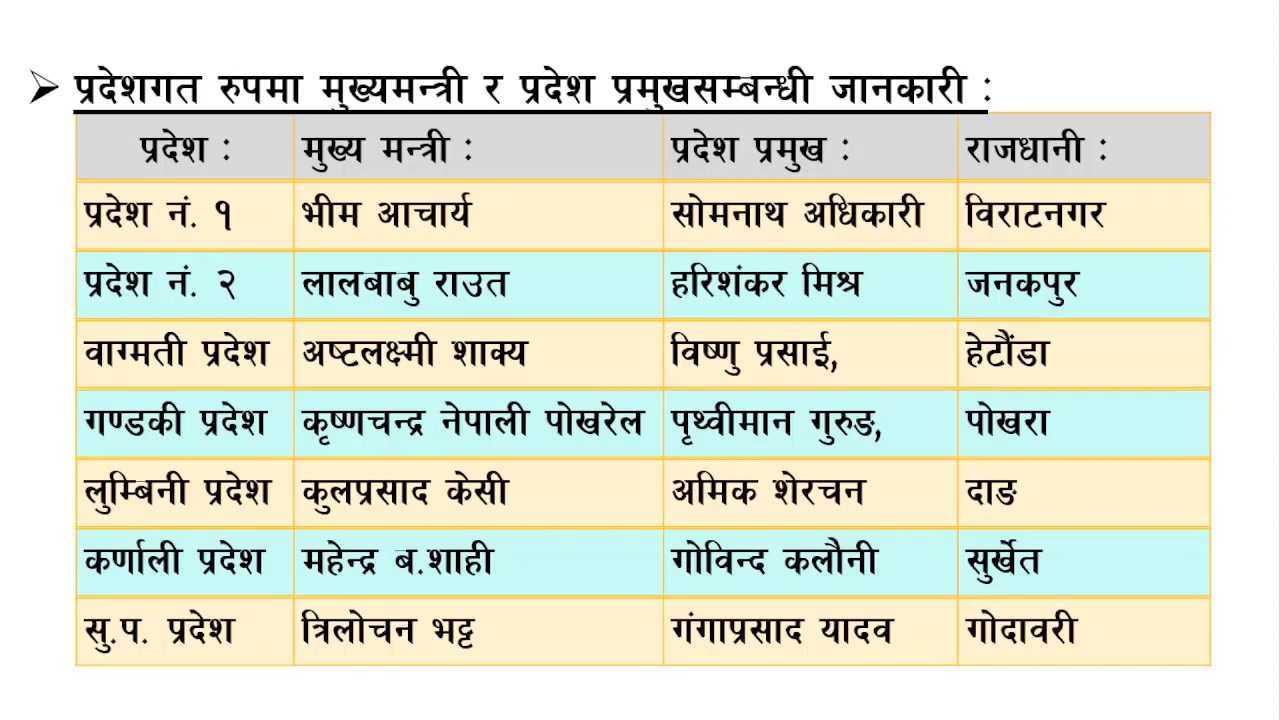 ➢ प्रदेशगत रुपमा मुख्यमन्त्री र प्रदेश प्रमुखसम्बन्धी जानकारी :
प्रदेश : मुख्य मन्त्री : प्रदेश प्रमुख : राजधानी :
प्रदेश नं. १ भीम आचार्य सोमनाथ अधिकारी विराटनगर
प्रदेश नं. २ लालबाबु राउत हरिशंकर मिश्र जनकपुर
वाग्मती प्रदेश अष्टलक्ष्मी शाक्य विष्णु प्रसाई, हेटौंडा
गण्डकी प्रदेश कृष्णचन्द्र नेपाली पोखरेल पृथ्वीमान गुरुङ, पोखरा
लुम्बिनी प्रदेश कुलप्रसाद केसी अमिक शेरचन दाङ
कर्णाली प्रदेश महेन्द्र ब.शाही गोविन्द कलौनी सुर्खेत
सु.प. प्रदेश त्रिलोचन भट्ट गंगाप्रसाद यादव गोदावरी